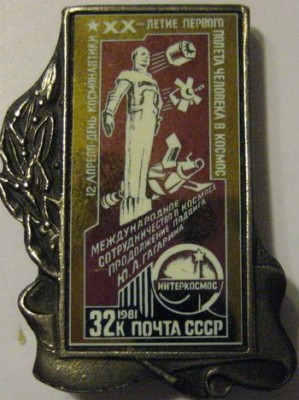 12 АПРЕЛЯ-ДЕНЬ КОСМОНАВТИКИ ★ XX-ЛЕТИЕ ПЕРВОГО
ПОЛЕТА ЧЕЛОВЕКА В КОСМОС
МЕЖДУНАРОДНОЕ
СОТРУДНИЧЕСТВО В КОСМОСЕ
ПРОДОЛЖЕНИЕ ПОДВИГА
Ю.А.ГАГАРИНА
ИНТЕРКОСМОС
1981
32К ПОЧТА СССР